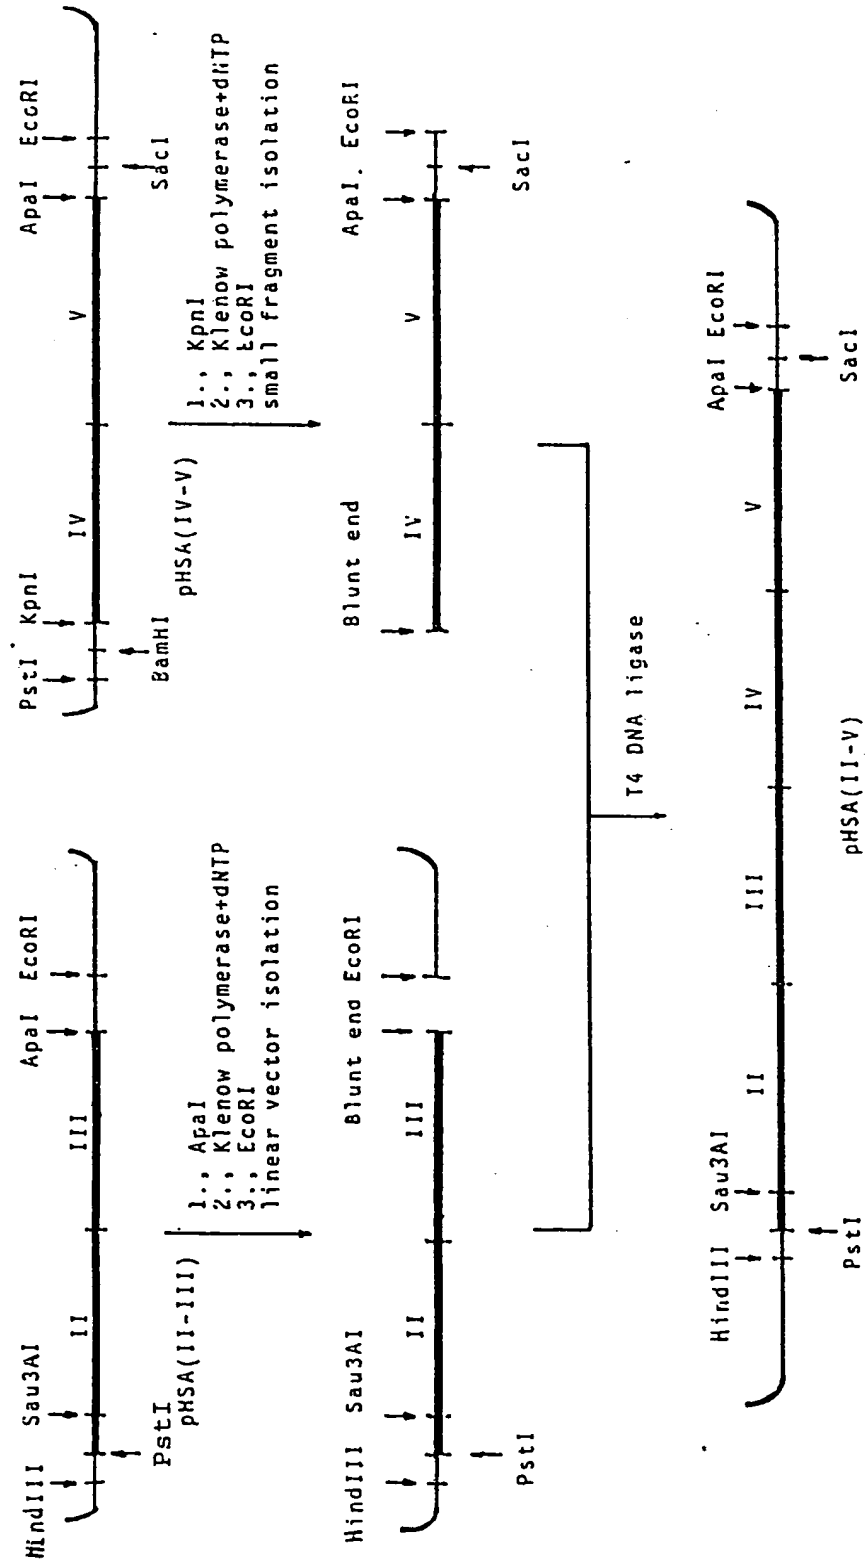 HindIII Sau3AI ApaI EcoRI
II III
PstI
pHSA(II-III)
1., ApaI
2., Klenow polymerase+dNTP
3., EcoRI
linear vector isolation
HindIII Sau3AI Blunt end EcoRI
II III
PstI
PstI KpnI ApaI EcoRI
IV V
BamHI SacI
pHSA(IV-V)
1., KpnI
2., Klenow polymerase+dNTP
3., EcoRI
small fragment isolation
Blunt end ApaI. EcoRI
IV V
SacI
T4 DNA ligase
HindIII Sau3AI ApaI EcoRI
II III IV V
PstI SacI
pHSA(II-V)